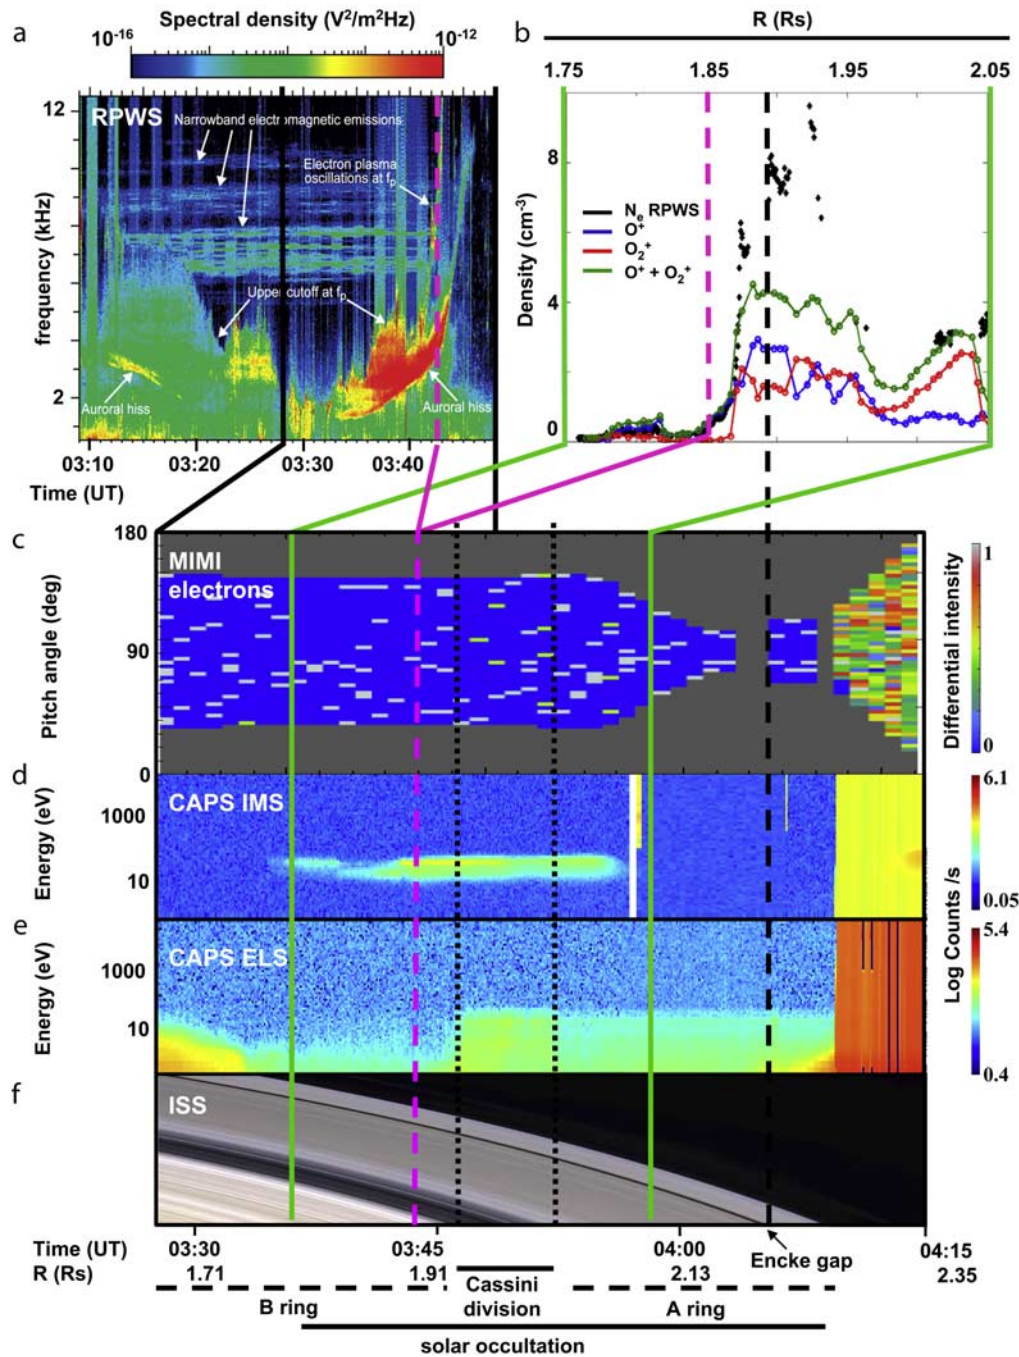 a
Spectral density (V²/m²Hz)
10⁻¹⁶
10⁻¹²
12
RPWS
Narrowband electromagnetic emissions
Electron plasma
oscillations at fₚ
Upper cutoff at fₚ
Auroral hiss
Auroral hiss
2
frequency (kHz)
03:10 03:20 03:30 03:40
Time (UT)
b
R (Rs)
1.75 1.85 1.95 2.05
8
4
0
Density (cm⁻³)
Nₑ RPWS
O⁺
O₂⁺
O⁺ + O₂⁺
c
180
90
0
Pitch angle (deg)
MIMI
electrons
1
0
Differential intensity
d
CAPS IMS
1000
10
Energy (eV)
6.1
0.05
e
CAPS ELS
1000
10
Energy (eV)
5.4
0.4
Log Counts /s
f
ISS
Time (UT) 03:30 03:45 04:00 04:15
Encke gap
R (Rs) 1.71 1.91 2.13 2.35
Cassini
division
B ring
A ring
solar occultation